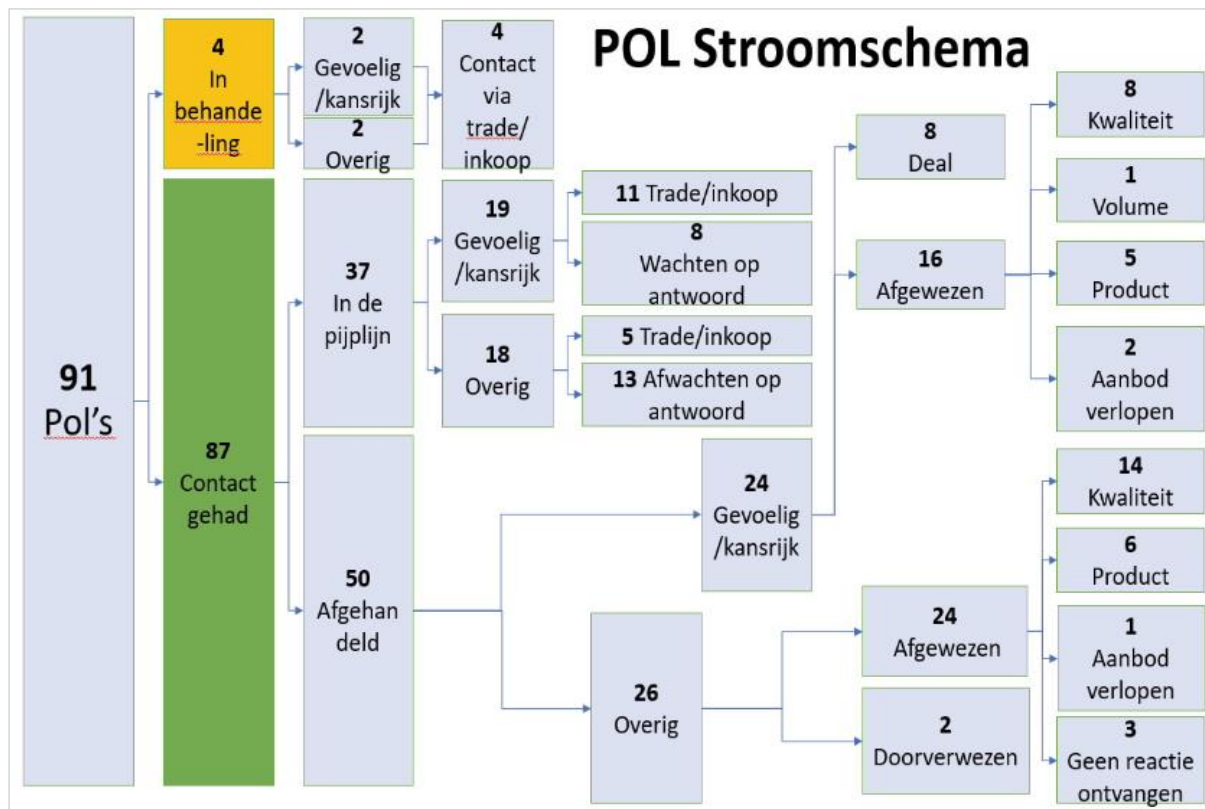 POL Stroomschema
91
Pol's
4
In
behande
-ling
2
Gevoelig
/kansrijk
2
Overig
4
Contact
via
trade/
inkoop
87
Contact
gehad
37
In de
pijplijn
19
Gevoelig
/kansrijk
11 Trade/inkoop
8
Wachten op
antwoord
18
Overig
5 Trade/inkoop
13 Afwachten op
antwoord
50
Afgehan
deld
24
Gevoelig
/kansrijk
8
Deal
16
Afgewezen
8
Kwaliteit
1
Volume
5
Product
2
Aanbod
verlopen
26
Overig
24
Afgewezen
14
Kwaliteit
6
Product
1
Aanbod
verlopen
3
Geen reactie
ontvangen
2
Doorverwezen